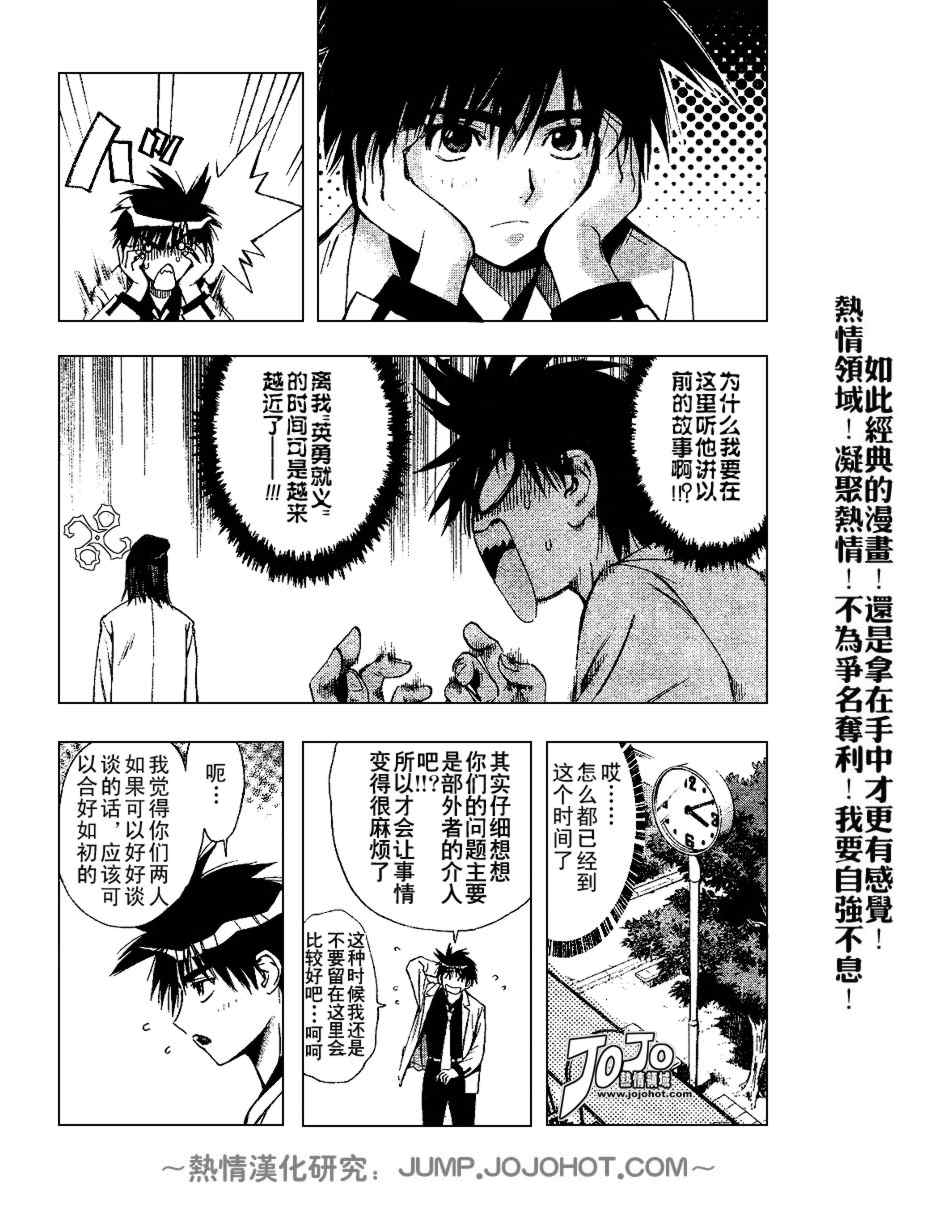 バッ
为什么我要在
这里听他讲以
前的故事啊!!?
离我“英勇就义”
的时间可是越来
越近了——!!!
哎……
怎么都已经到
这个时间了
12
JOJO
熱情領域
www.jojohot.com
其实仔细想想
你们的问题主要
是部外者的介人
吧?!!
所以才会让事情
变得很麻烦了
这种时候我还是
不要留在这里会
比较好吧…呵呵
呃…
我觉得你们两人
如果可以好好谈
谈的话，应该可
以合好如初的
如此經典的漫畫！還是拿在手中才更有感覺！
熱情領域！凝聚熱情！不為爭名奪利！我要自強不息！
～熱情漢化研究：JUMP.JOJOHOT.COM～